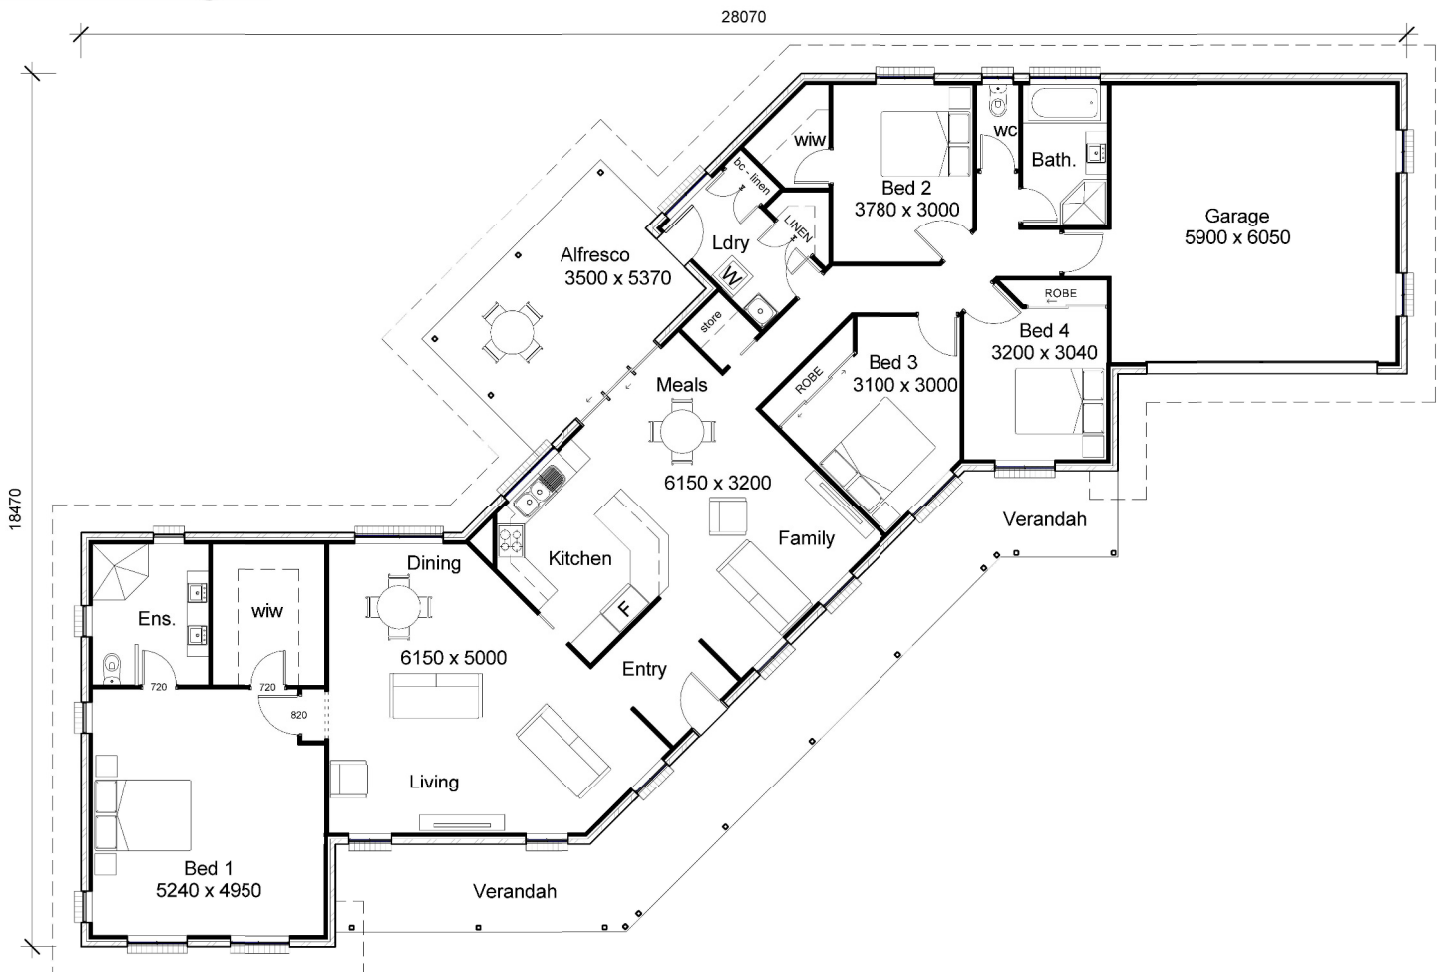 28070
18470
wiw
wc
Bath.
bc - linen
Bed 2
3780 x 3000
Garage
5900 x 6050
LINEN
Ldry
Alfresco
3500 x 5370
W
store
ROBE
Bed 4
3200 x 3040
Bed 3
3100 x 3000
ROBE
Meals
6150 x 3200
Verandah
Family
Dining
Kitchen
F
Ens.
wiw
6150 x 5000
Entry
720
720
820
Living
Bed 1
5240 x 4950
Verandah